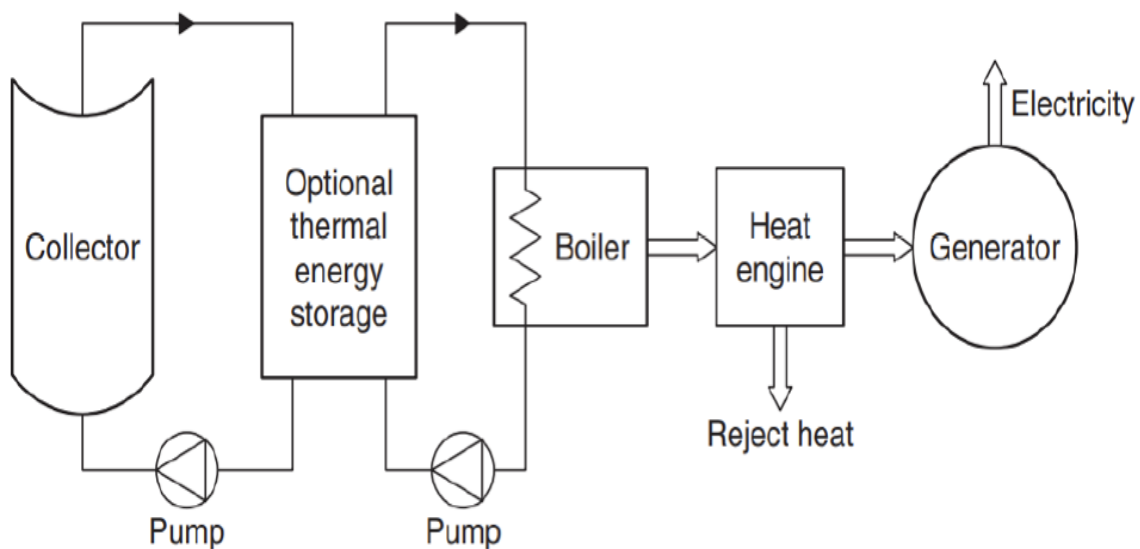 Collector
Optional
thermal
energy
storage
Boiler
Heat
engine
Generator
Electricity
Reject heat
Pump
Pump